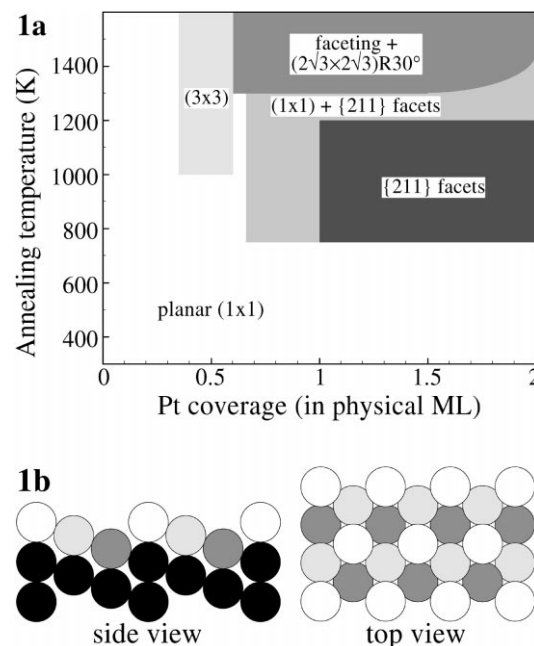 1a
Annealing temperature (K)
1400
1200
1000
800
600
400
faceting +
(2√3×2√3)R30°
(3x3)
(1x1) + {211} facets
{211} facets
planar (1x1)
0
0.5
1
1.5
2
Pt coverage (in physical ML)
1b
side view
top view